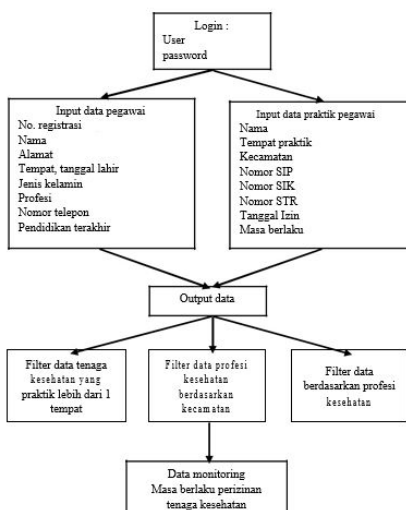 Login :
User
password
Input data pegawai
No. registrasi
Nama
Alamat
Tempat, tanggal lahir
Jenis kelamin
Profesi
Nomor telepon
Pendidikan terakhir
Input data praktik pegawai
Nama
Tempat praktik
Kecamatan
Nomor SIP
Nomor SIK
Nomor STR
Tanggal Izin
Masa berlaku
Output data
Filter data tenaga
kesehatan yang
praktik lebih dari 1
tempat
Filter data profesi
kesehatan
berdasarkan
kecamatan
Filter data
berdasarkan profesi
kesehatan
Data monitoring
Masa berlaku perizinan
tenaga kesehatan